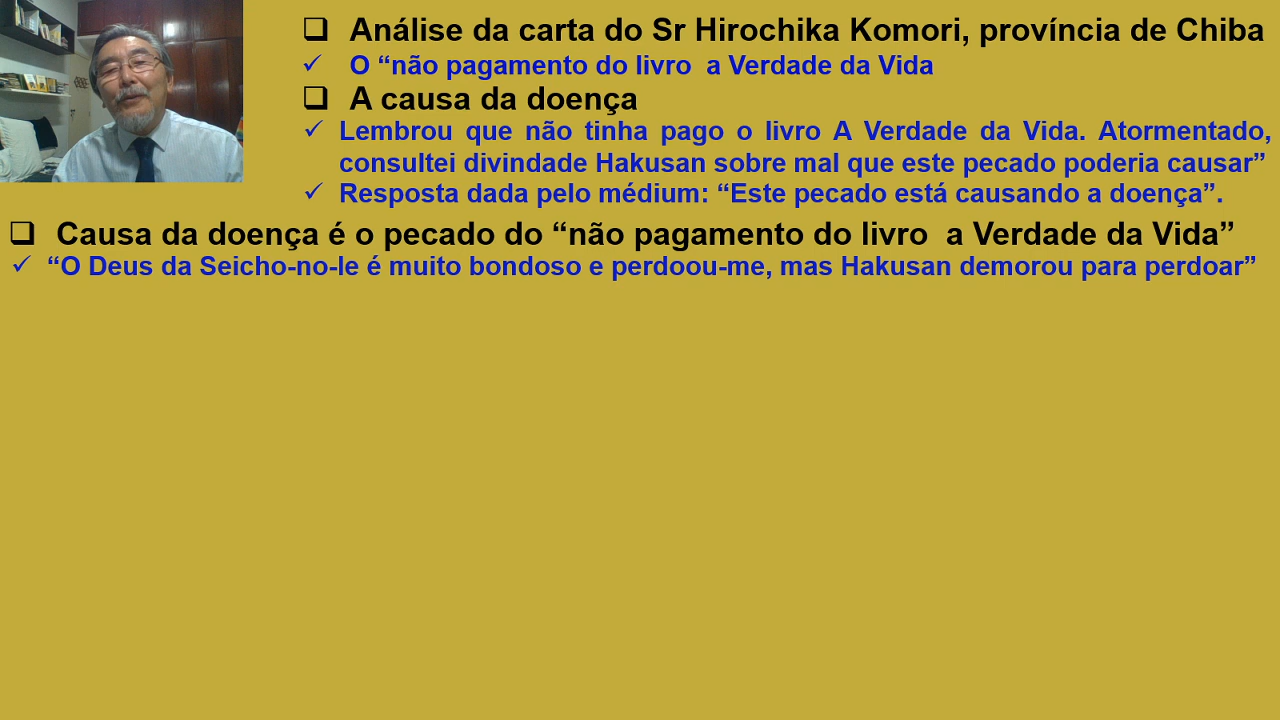 ❑ Análise da carta do Sr Hirochika Komori, província de Chiba
✓ O “não pagamento do livro a Verdade da Vida
❑ A causa da doença
✓ Lembrou que não tinha pago o livro A Verdade da Vida. Atormentado,
consultei divindade Hakusan sobre mal que este pecado poderia causar”
✓ Resposta dada pelo médium: “Este pecado está causando a doença”.
❑ Causa da doença é o pecado do “não pagamento do livro a Verdade da Vida”
✓ “O Deus da Seicho-no-Ie é muito bondoso e perdoou-me, mas Hakusan demorou para perdoar”